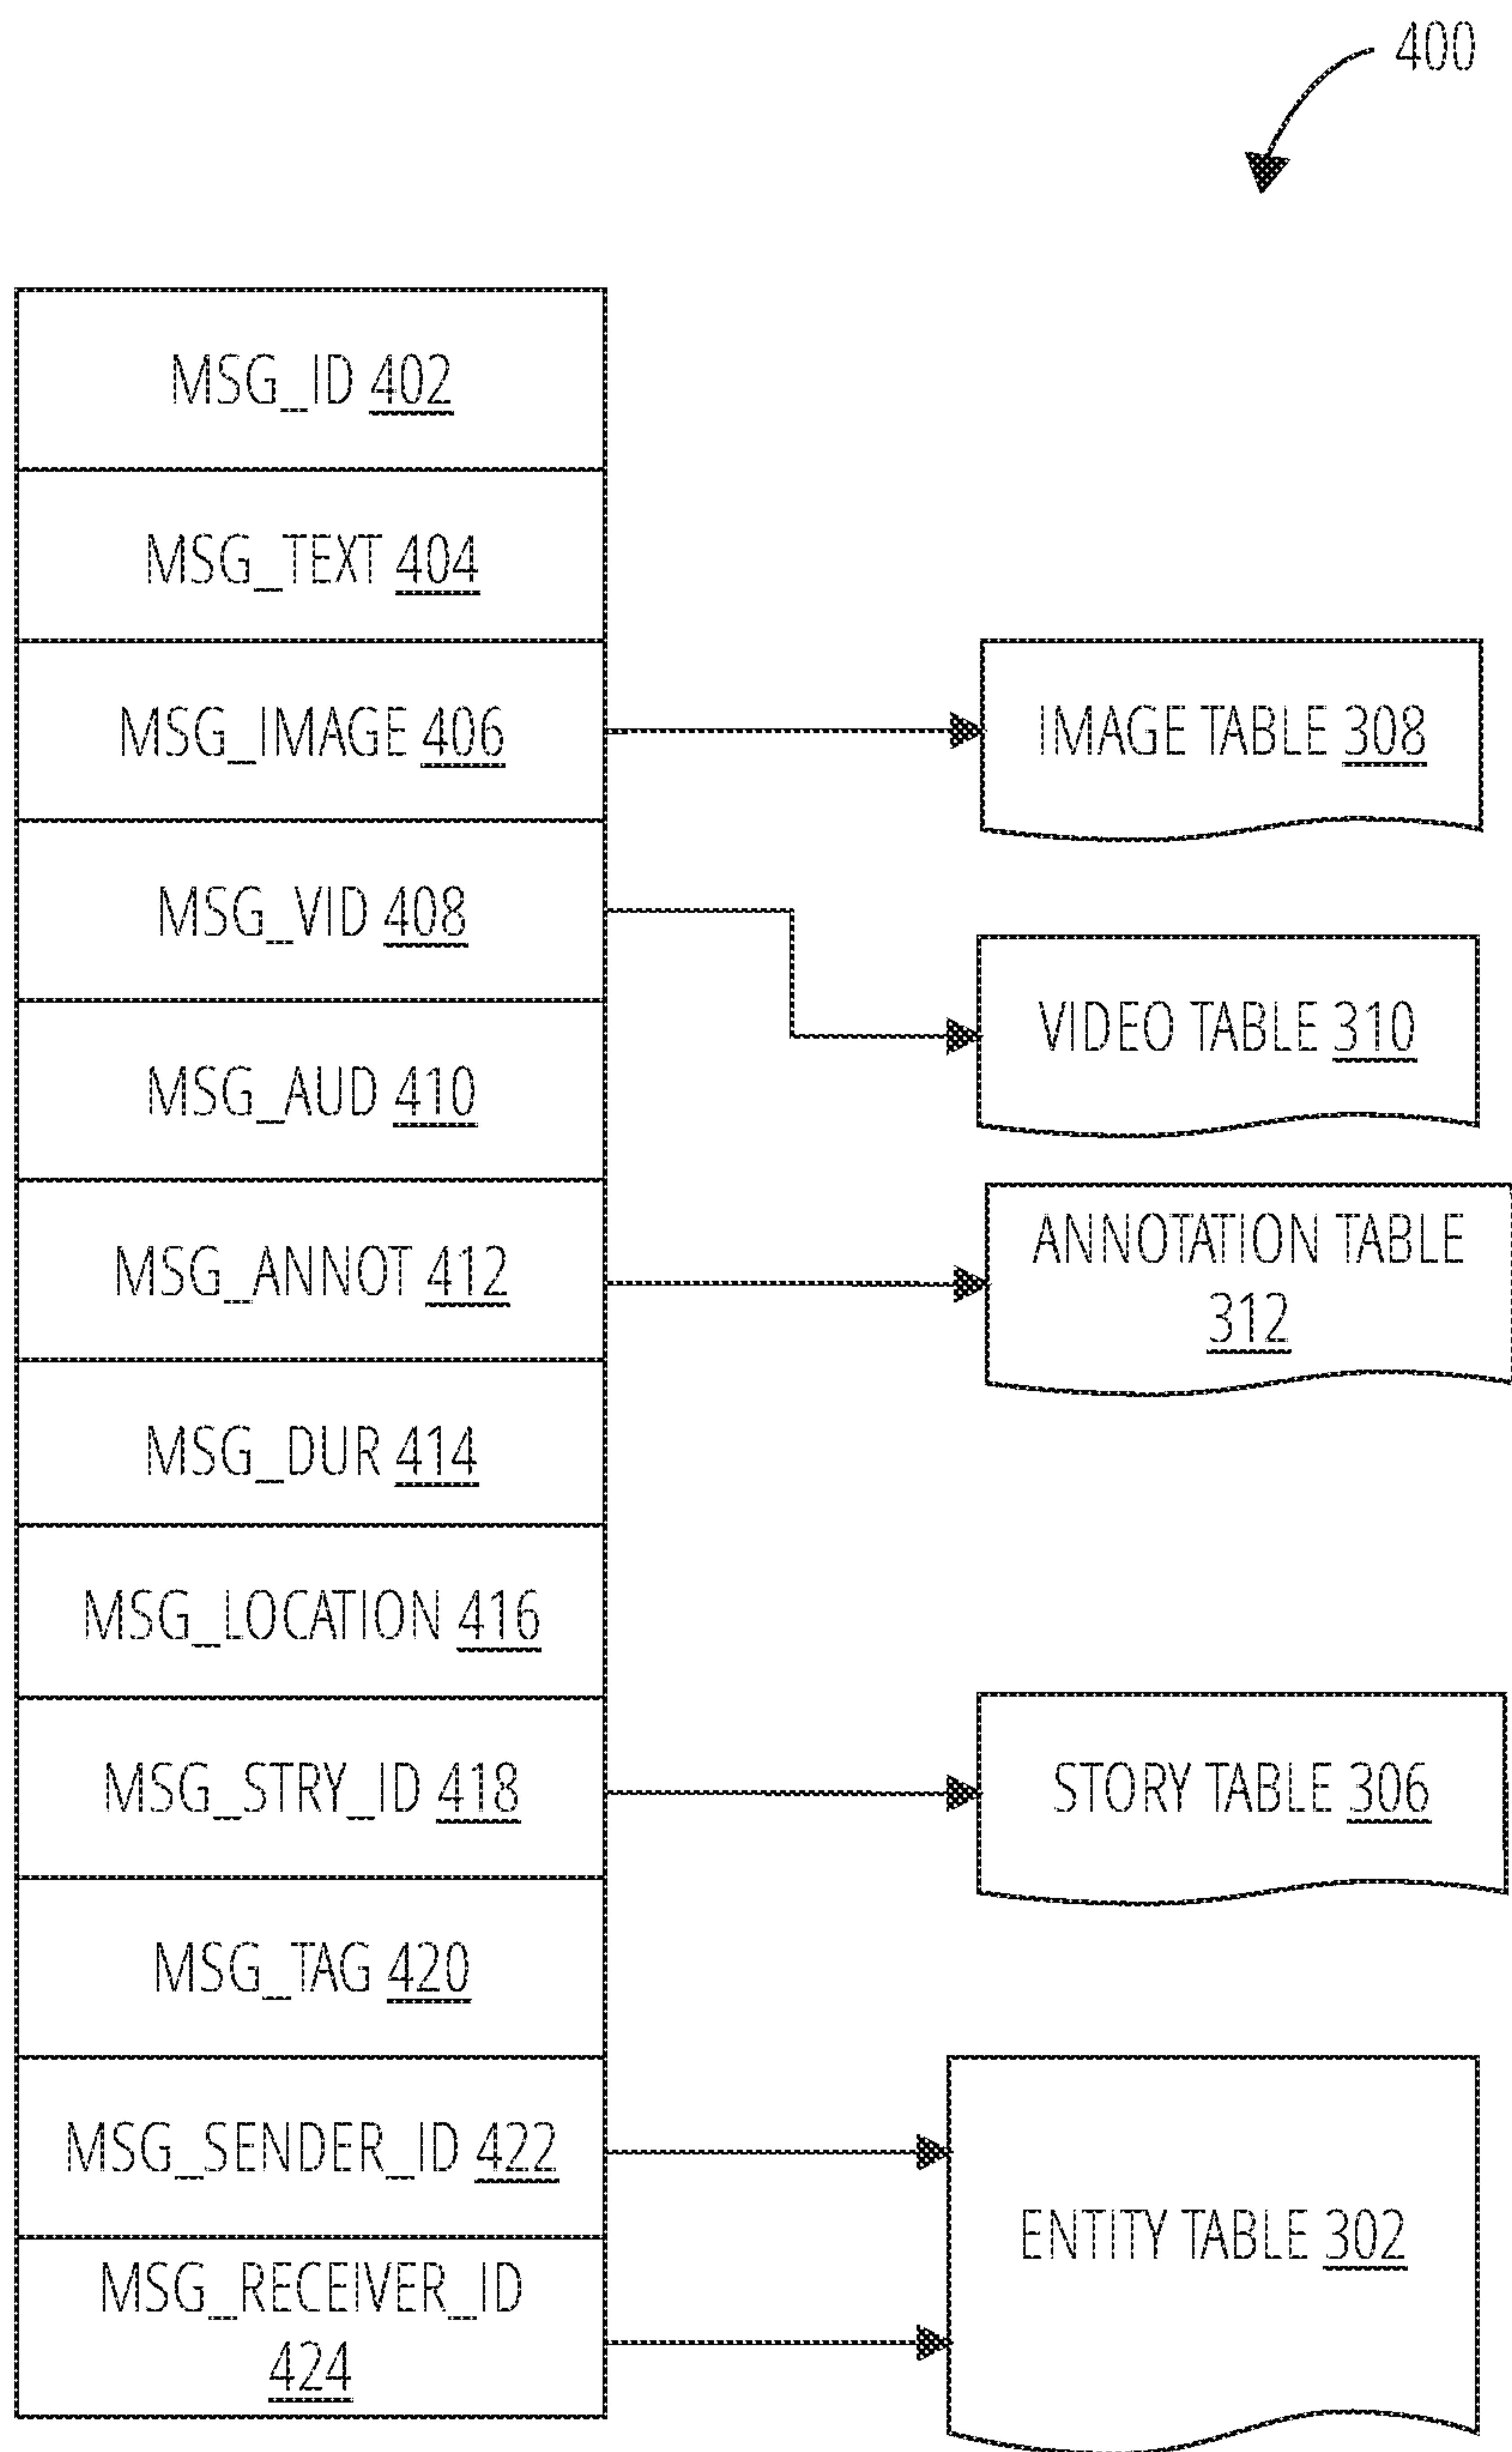 400
MSG_ID 402
MSG_TEXT 404
MSG_IMAGE 406
IMAGE TABLE 308
MSG_VID 408
VIDEO TABLE 310
MSG_AUD 410
MSG_ANNOT 412
ANNOTATION TABLE
312
MSG_DUR 414
MSG_LOCATION 416
MSG_STRY_ID 418
STORY TABLE 306
MSG_TAG 420
MSG_SENDER_ID 422
ENTITY TABLE 302
MSG_RECEIVER_ID
424